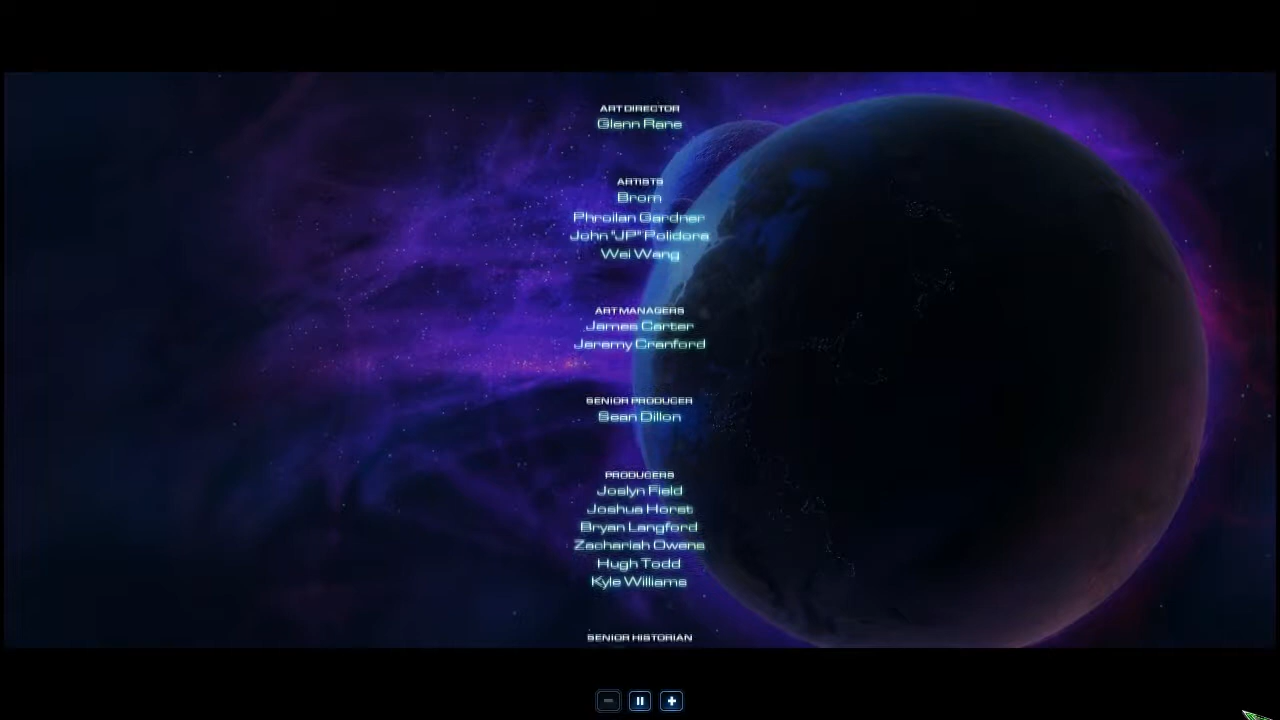 ART DIRECTOR
Glenn Rane
ARTISTS
Brom
Phroilan Gardner
John "JP" Polidora
Wei Wang
ART MANAGERS
James Carter
Jeremy Cranford
SENIOR PRODUCER
Sean Dillon
PRODUCERS
Joslyn Field
Joshua Horst
Bryan Langford
Zachariah Owens
Hugh Todd
Kyle Williams
SENIOR HISTORIAN